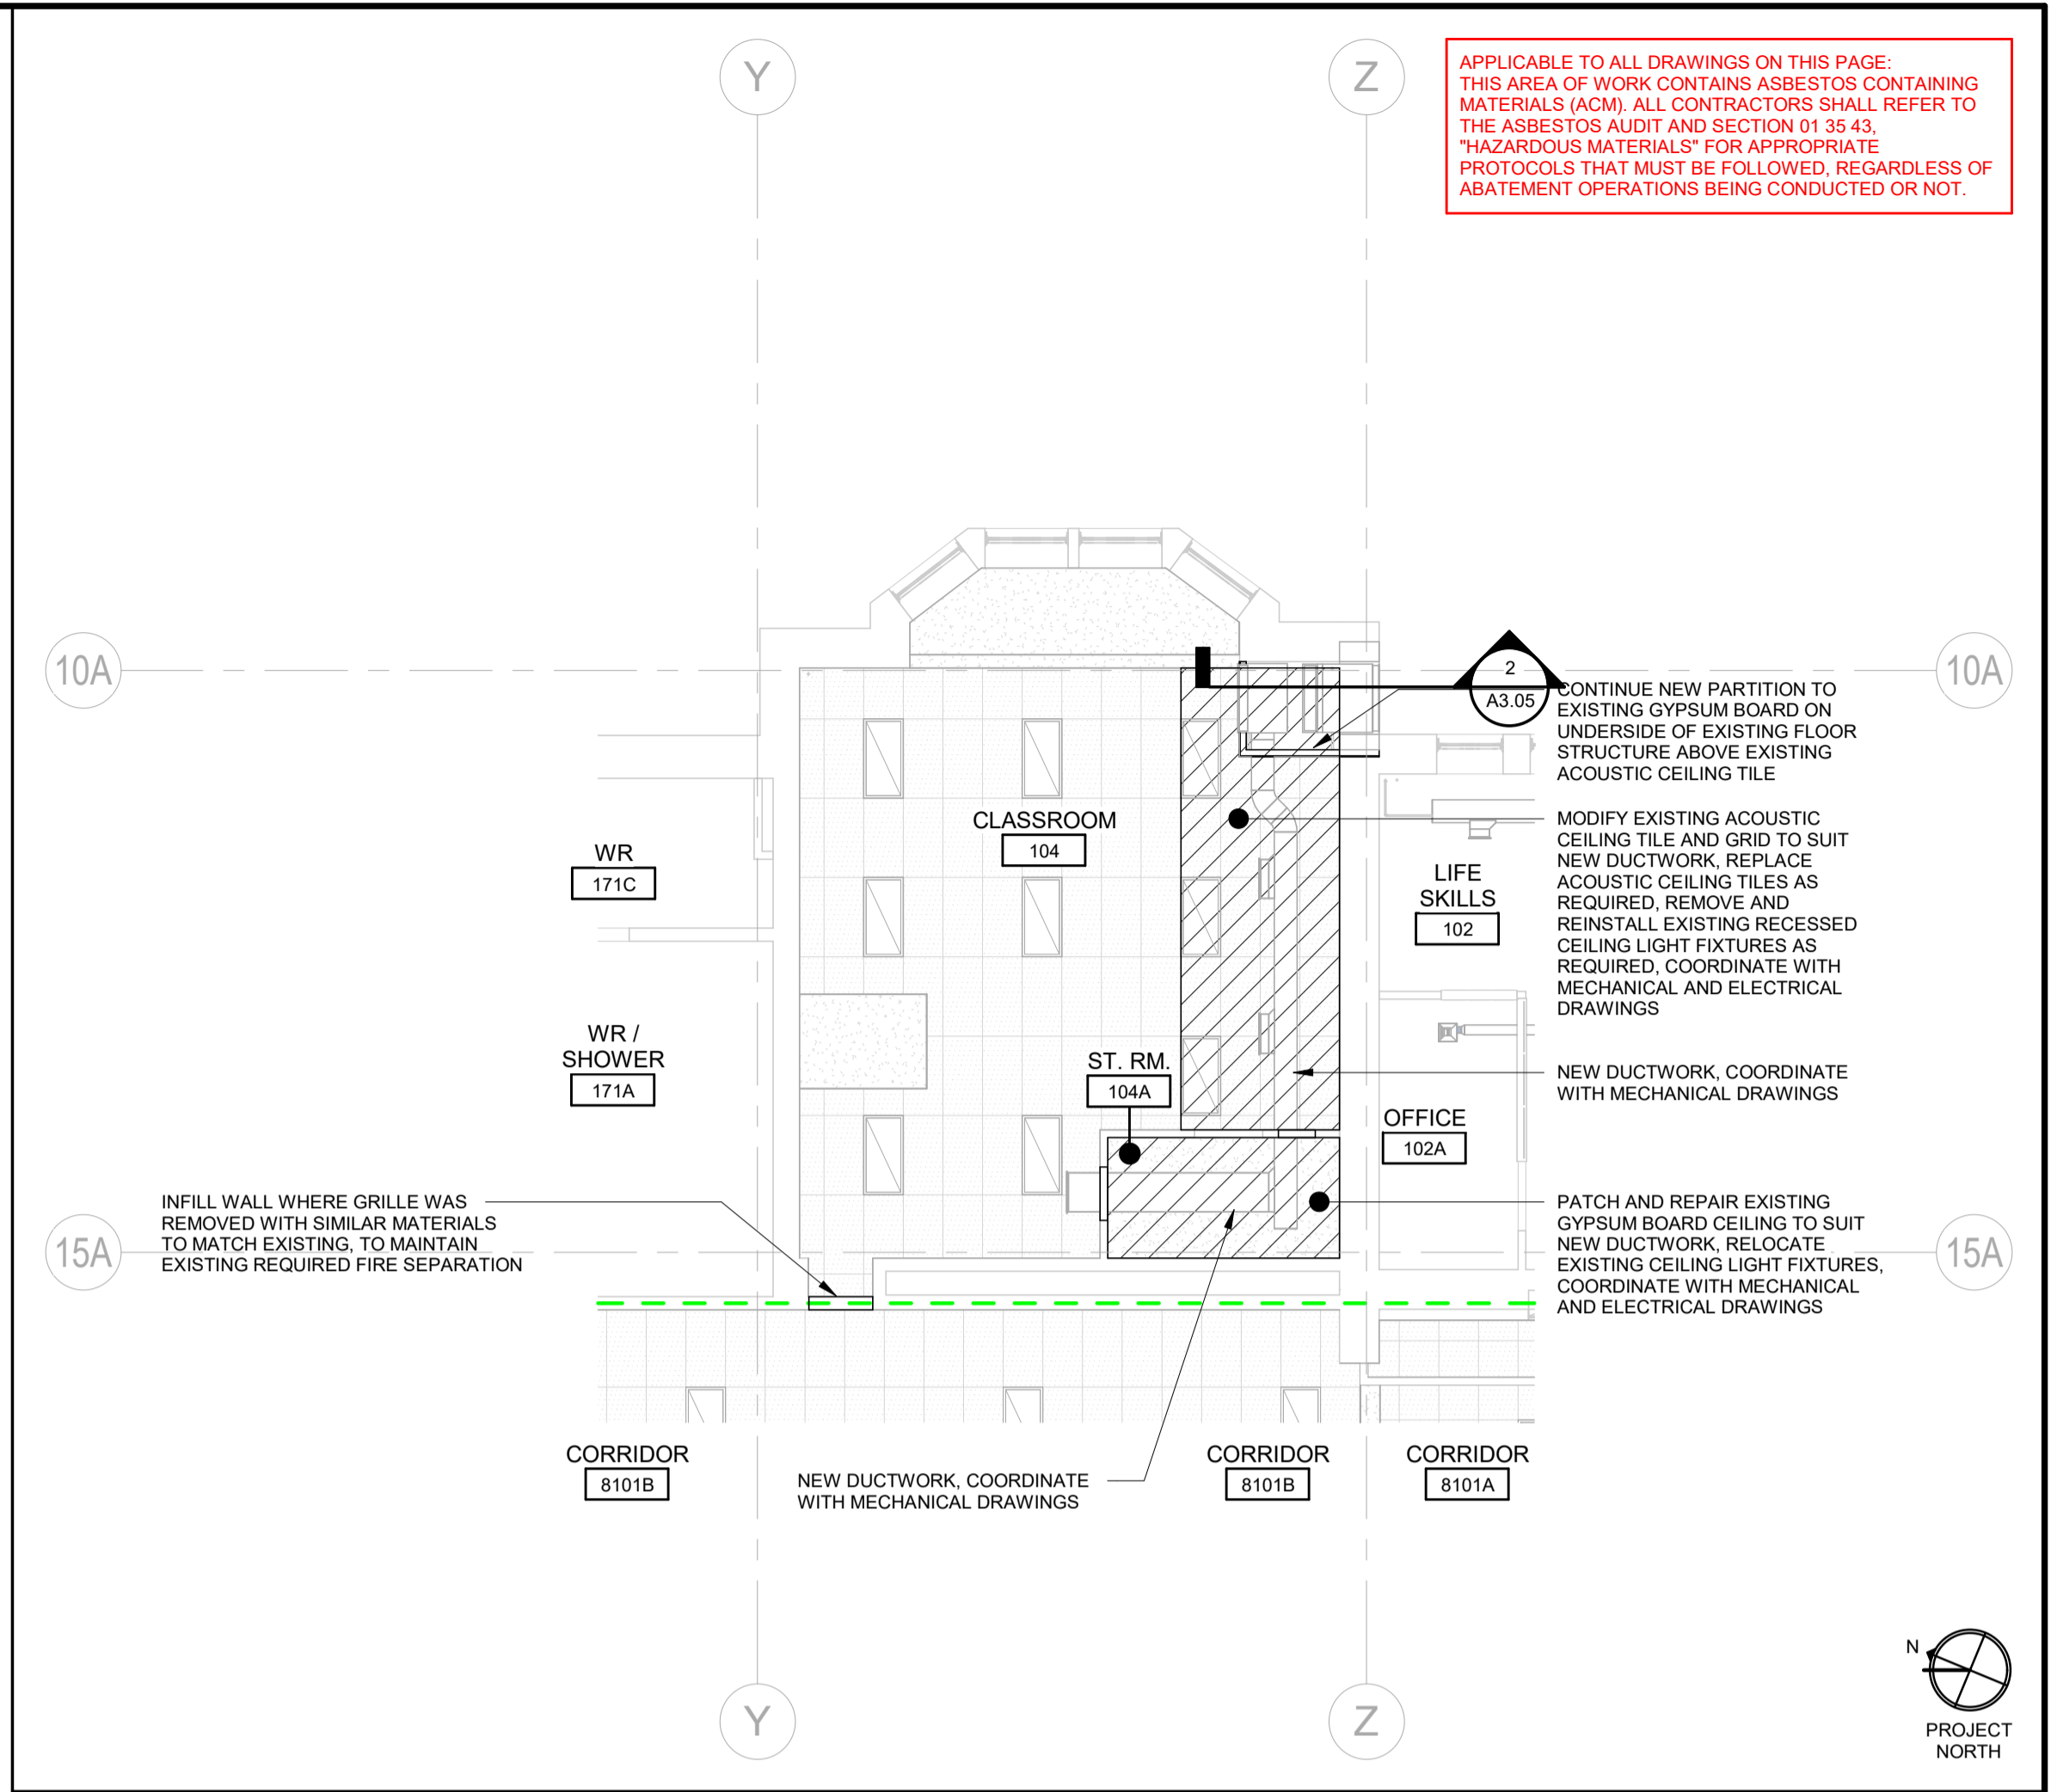 Y
Z
APPLICABLE TO ALL DRAWINGS ON THIS PAGE:
THIS AREA OF WORK CONTAINS ASBESTOS CONTAINING
MATERIALS (ACM). ALL CONTRACTORS SHALL REFER TO
THE ASBESTOS AUDIT AND SECTION 01 35 43,
"HAZARDOUS MATERIALS" FOR APPROPRIATE
PROTOCOLS THAT MUST BE FOLLOWED, REGARDLESS OF
ABATEMENT OPERATIONS BEING CONDUCTED OR NOT.
10A
10A
2
A3.05
CONTINUE NEW PARTITION TO
EXISTING GYPSUM BOARD ON
UNDERSIDE OF EXISTING FLOOR
STRUCTURE ABOVE EXISTING
ACOUSTIC CEILING TILE
CLASSROOM
104
MODIFY EXISTING ACOUSTIC
CEILING TILE AND GRID TO SUIT
NEW DUCTWORK, REPLACE
ACOUSTIC CEILING TILES AS
REQUIRED, REMOVE AND
REINSTALL EXISTING RECESSED
CEILING LIGHT FIXTURES AS
REQUIRED, COORDINATE WITH
MECHANICAL AND ELECTRICAL
DRAWINGS
WR
171C
LIFE
SKILLS
102
WR /
SHOWER
171A
ST. RM.
104A
NEW DUCTWORK, COORDINATE
WITH MECHANICAL DRAWINGS
OFFICE
102A
INFILL WALL WHERE GRILLE WAS
REMOVED WITH SIMILAR MATERIALS
TO MATCH EXISTING, TO MAINTAIN
EXISTING REQUIRED FIRE SEPARATION
PATCH AND REPAIR EXISTING
GYPSUM BOARD CEILING TO SUIT
NEW DUCTWORK, RELOCATE
EXISTING CEILING LIGHT FIXTURES,
COORDINATE WITH MECHANICAL
AND ELECTRICAL DRAWINGS
15A
15A
CORRIDOR
8101B
NEW DUCTWORK, COORDINATE
WITH MECHANICAL DRAWINGS
CORRIDOR
8101B
CORRIDOR
8101A
N
PROJECT
NORTH
Y
Z